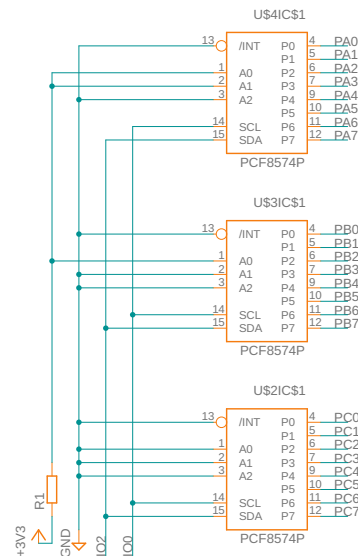 U$4IC$1
13 /INT P0 4 PA0
P1 5 PA1
1 A0 P2 6 PA2
2 A1 P3 7 PA3
3 A2 P4 9 PA4
P5 10 PA5
14 SCL P6 11 PA6
15 SDA P7 12 PA7
PCF8574P
U$3IC$1
13 /INT P0 4 PB0
P1 5 PB1
1 A0 P2 6 PB2
2 A1 P3 7 PB3
3 A2 P4 9 PB4
P5 10 PB5
14 SCL P6 11 PB6
15 SDA P7 12 PB7
PCF8574P
U$2IC$1
13 /INT P0 4 PC0
P1 5 PC1
1 A0 P2 6 PC2
2 A1 P3 7 PC3
3 A2 P4 9 PC4
P5 10 PC5
14 SCL P6 11 PC6
15 SDA P7 12 PC7
PCF8574P
R1
+3V3
GND
IO2
IO0